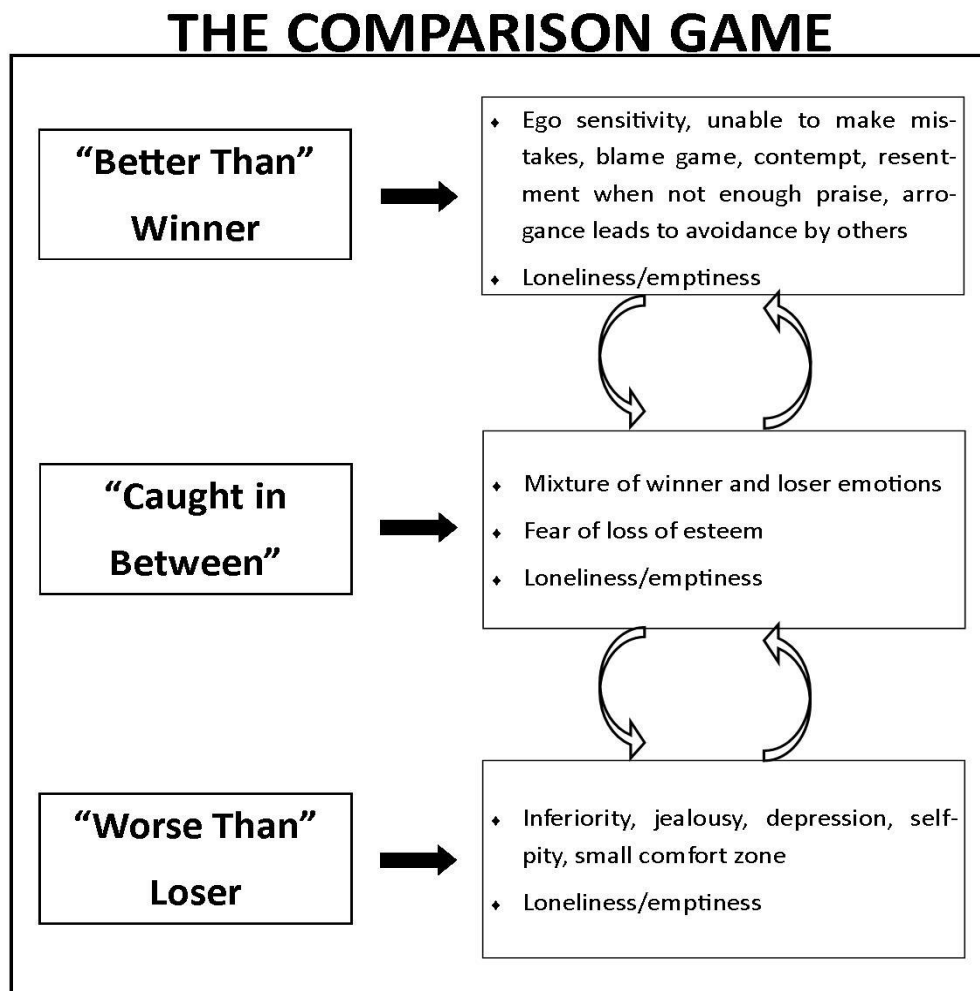 THE COMPARISON GAME
“Better Than”
Winner
⬧ Ego sensitivity, unable to make mis-
takes, blame game, contempt, resent-
ment when not enough praise, arro-
gance leads to avoidance by others
⬧ Loneliness/emptiness
“Caught in
Between”
⬧ Mixture of winner and loser emotions
⬧ Fear of loss of esteem
⬧ Loneliness/emptiness
“Worse Than”
Loser
⬧ Inferiority, jealousy, depression, self-
pity, small comfort zone
⬧ Loneliness/emptiness